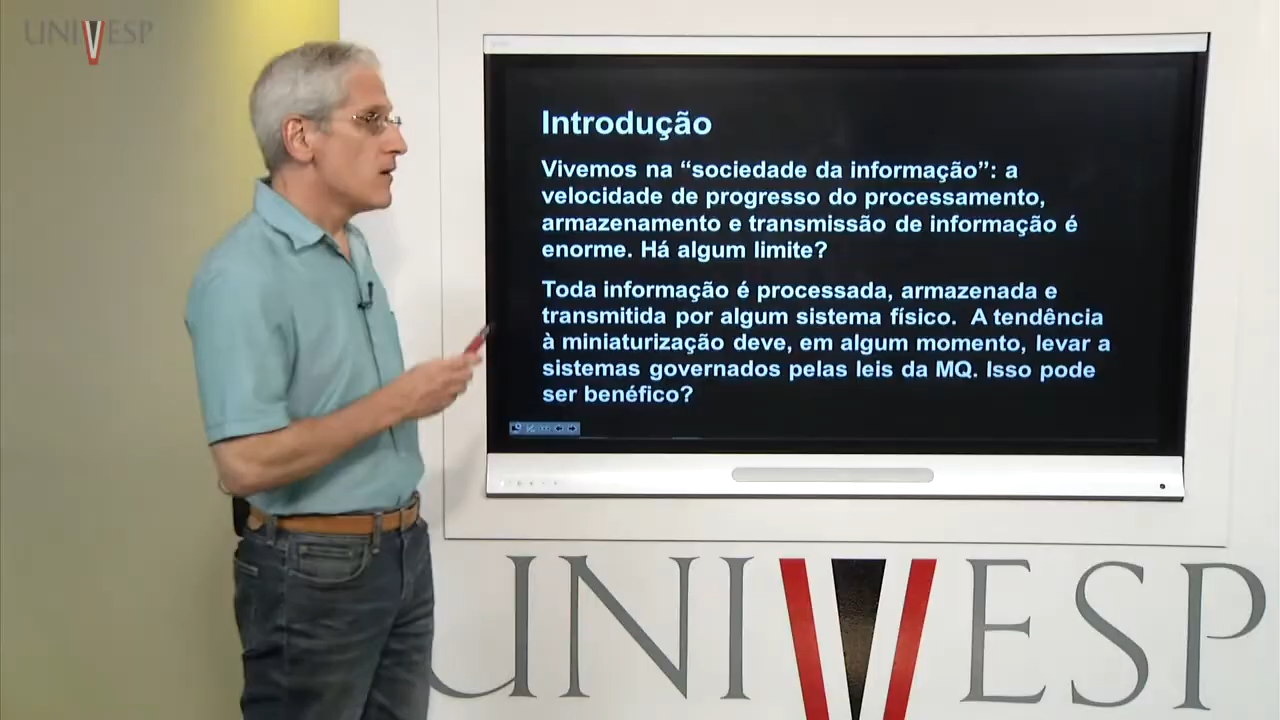 UNIVESP
Introdução
Vivemos na “sociedade da informação”: a
velocidade de progresso do processamento,
armazenamento e transmissão de informação é
enorme. Há algum limite?
Toda informação é processada, armazenada e
transmitida por algum sistema físico.  A tendência
à miniaturização deve, em algum momento, levar a
sistemas governados pelas leis da MQ. Isso pode
ser benéfico?
UNIVESP